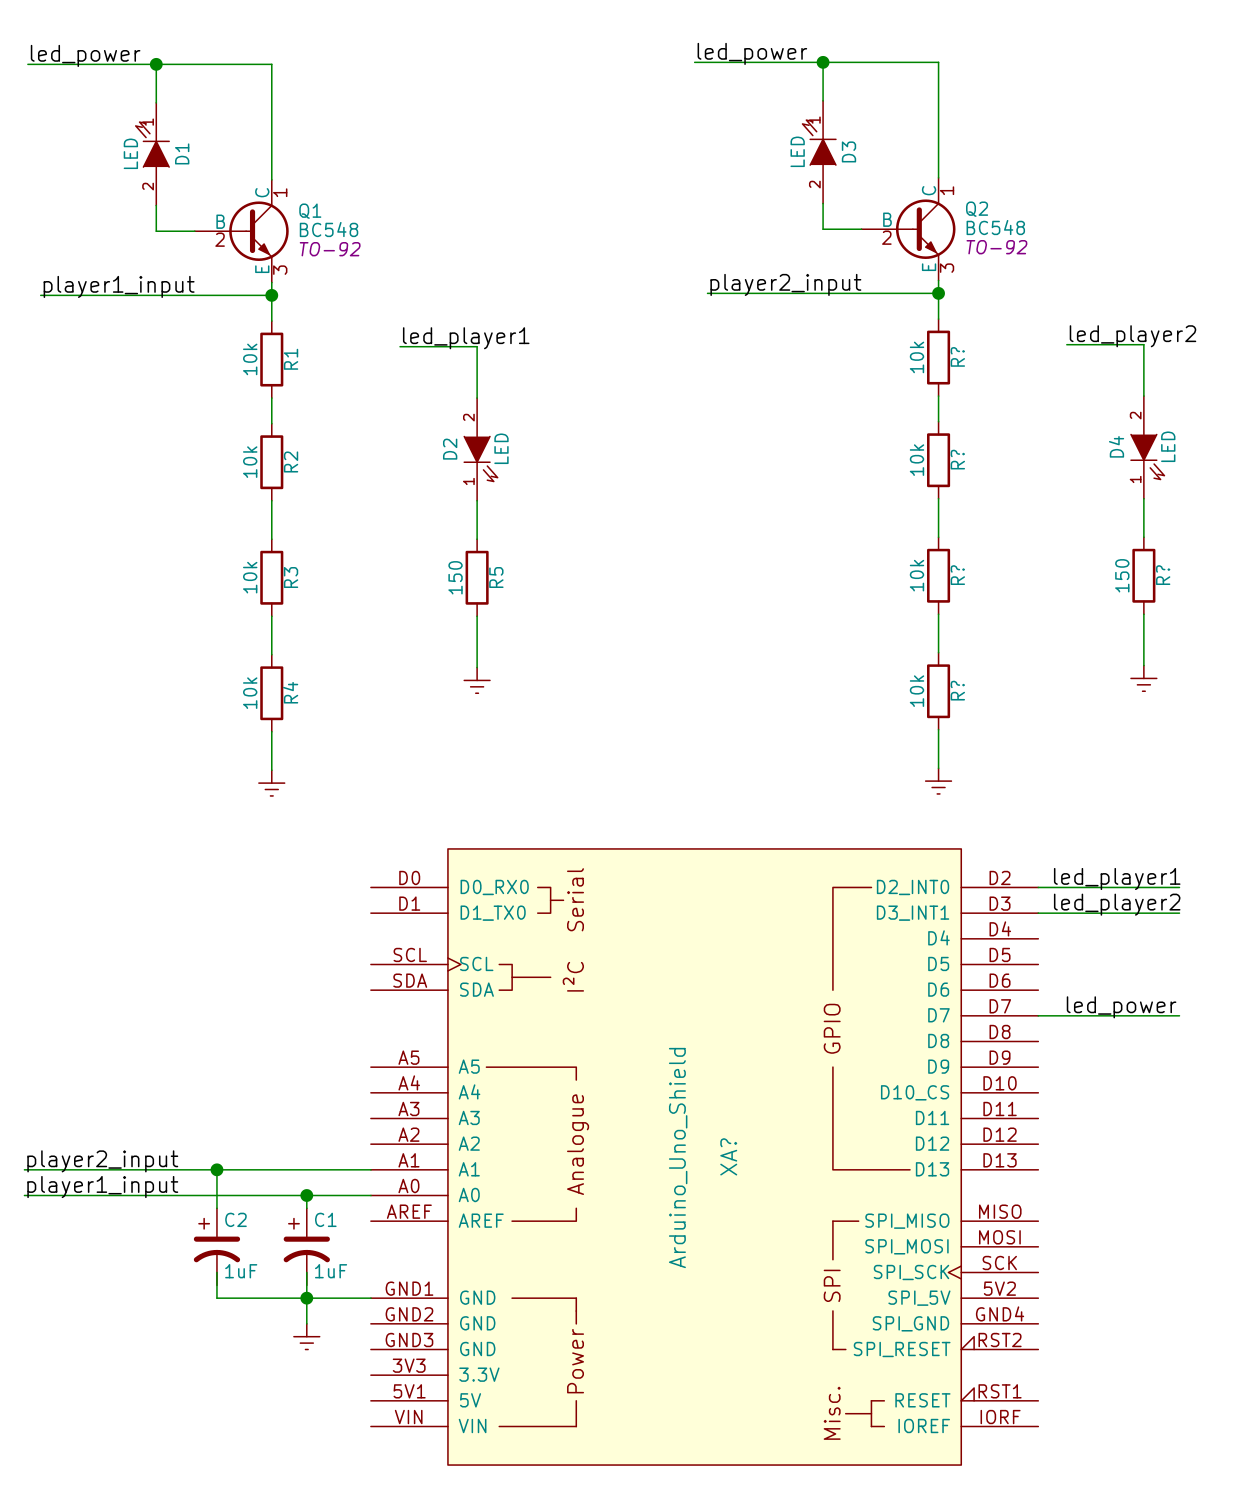 led_power
1
LED
D1
2
C
1
B
2
Q1
BC548
TO-92
E
3
player1_input
10k
R1
10k
R2
10k
R3
10k
R4
led_player1
2
D2
LED
1
150
R5
led_power
1
LED
D3
2
C
1
B
2
Q2
BC548
TO-92
E
3
player2_input
10k
R?
10k
R?
10k
R?
10k
R?
led_player2
2
D4
LED
1
150
R?
D0
D0_RX0
D1
D1_TX0
Serial
SCL
SCL
SDA
SDA
I²C
A5
A5
A4
A4
A3
A3
A2
A2
player2_input
A1
A1
player1_input
A0
A0
AREF
AREF
Analogue
C2
1uF
C1
1uF
GND1
GND
GND2
GND
GND3
GND
3V3
3.3V
5V1
5V
VIN
VIN
Power
Arduino_Uno_Shield
XA?
D2_INT0
D2
led_player1
D3_INT1
D3
led_player2
D4
D4
D5
D5
D6
D6
D7
D7
led_power
D8
D8
D9
D9
D10_CS
D10
D11
D11
D12
D12
D13
D13
GPIO
SPI_MISO
MISO
SPI_MOSI
MOSI
SPI_SCK
SCK
SPI_5V
5V2
SPI_GND
GND4
SPI_RESET
RST2
SPI
RESET
RST1
IOREF
IORF
Misc.